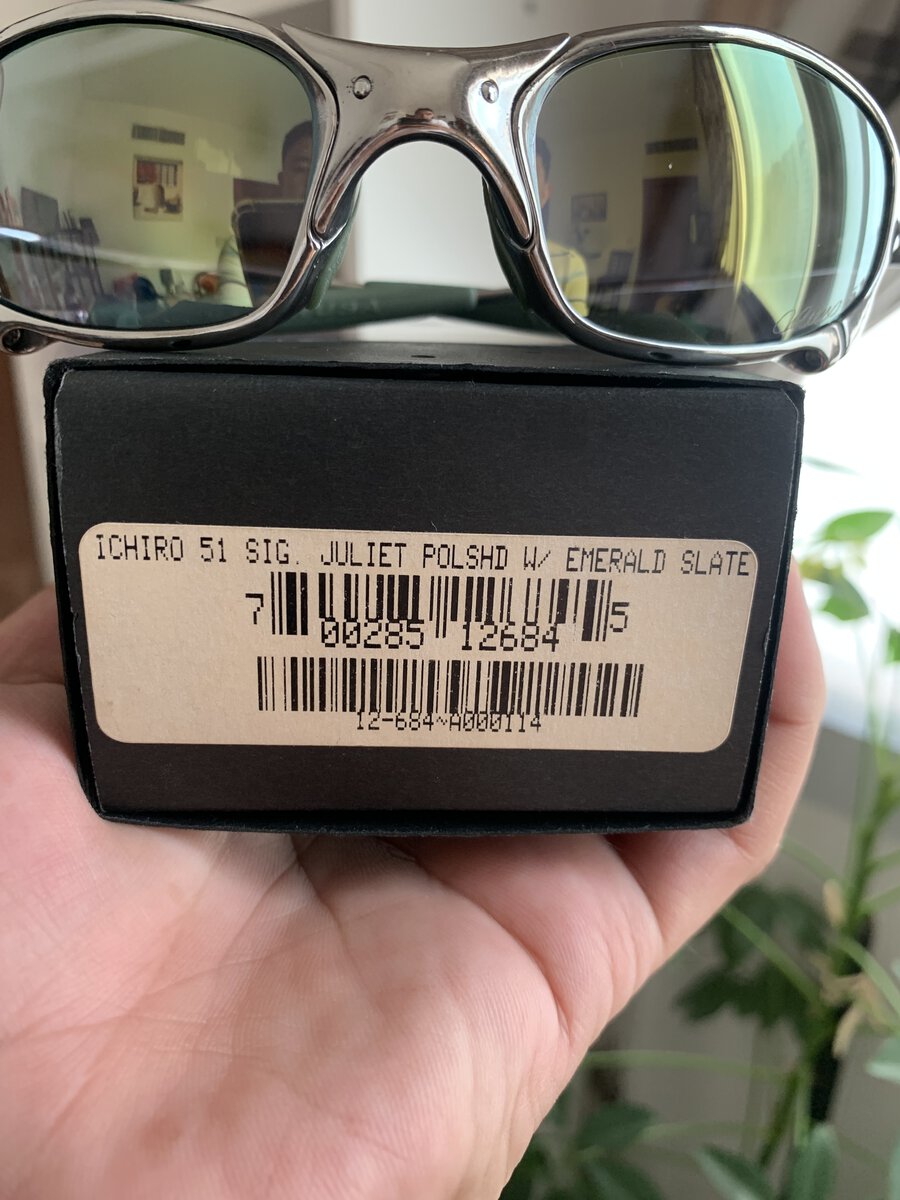 ICHIRO 51 SIG. JULIET POLSHD W/ EMERALD SLATE
7 00285 12684 5
12-684~A000114